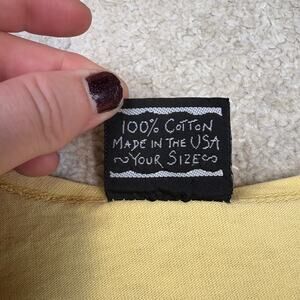 100% COTTON
MADE IN THE USA
~ YOUR SIZE ~